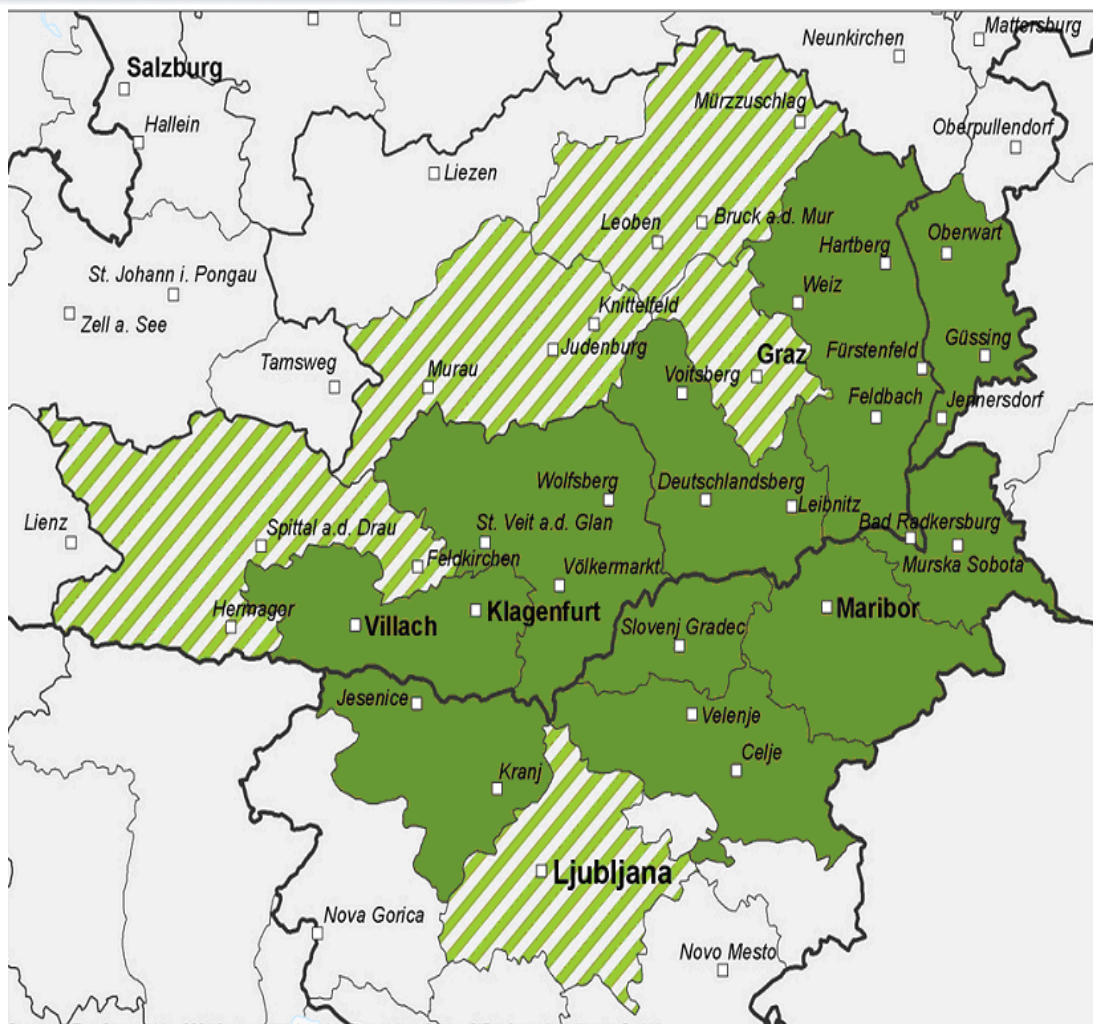 Mattersburg
Neunkirchen
Salzburg
Mürzzuschlag
Hallein
Oberpullendorf
Liezen
Bruck a.d. Mur
Leoben
Oberwart
Hartberg
St. Johann i. Pongau
Weiz
Knittelfeld
Zell a. See
Güssing
Judenburg
Fürstenfeld
Graz
Tamsweg
Murau
Voitsberg
Feldbach
Jennersdorf
Wolfsberg
Deutschlandsberg
Leibnitz
Lienz
Spittal a.d. Drau
St. Veit a.d. Glan
Bad Radkersburg
Feldkirchen
Völkermarkt
Murska Sobota
Hermagor
Villach
Klagenfurt
Maribor
Slovenj Gradec
Jesenice
Velenje
Celje
Kranj
Ljubljana
Nova Gorica
Novo Mesto